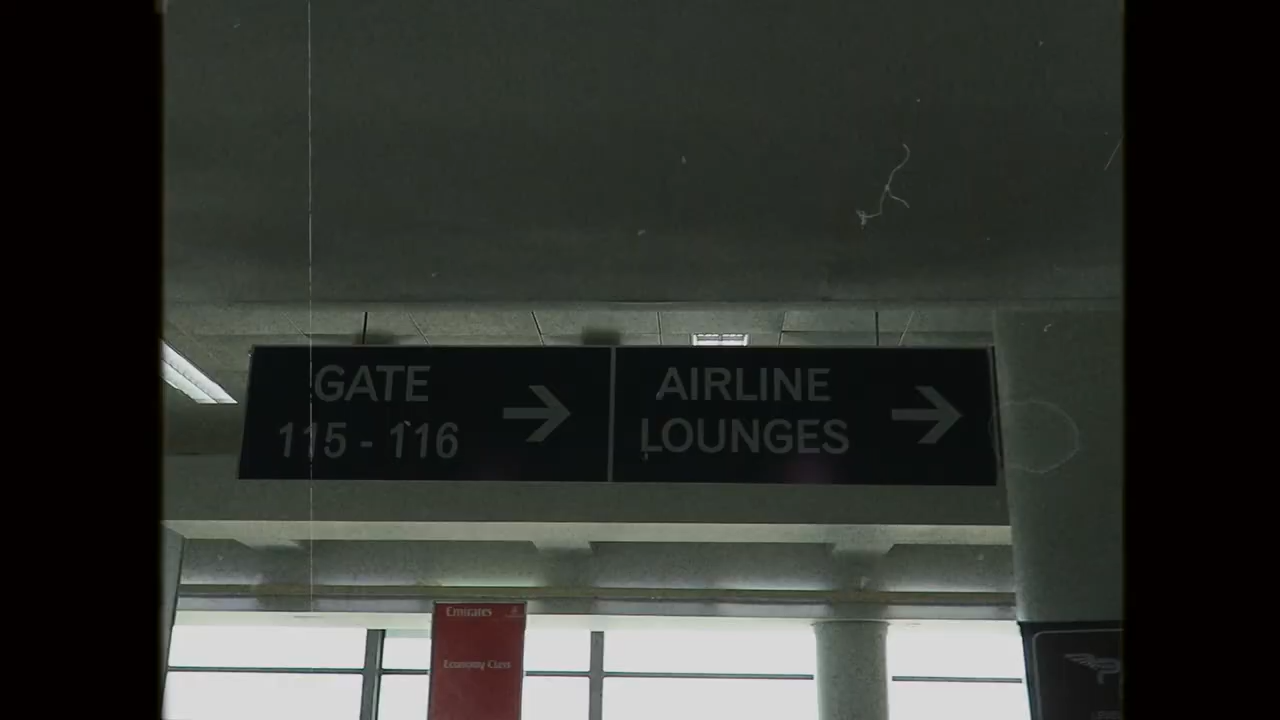 GATE
115 - 116
AIRLINE
LOUNGES
Emirates
Economy Class